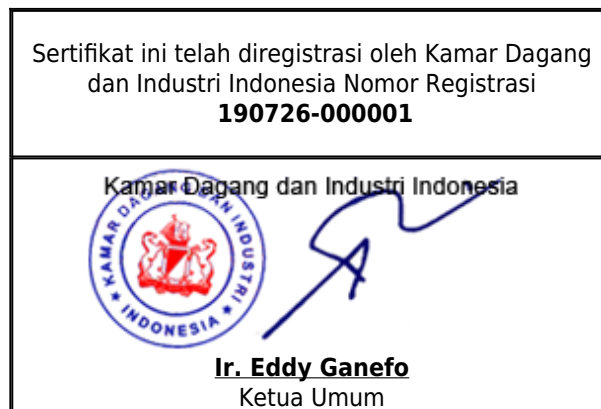 Sertifikat ini telah diregistrasi oleh Kamar Dagang
dan Industri Indonesia Nomor Registrasi
190726-000001
Kamar Dagang dan Industri Indonesia
KAMAR DAGANG DAN INDUSTRI
INDONESIA
Ir. Eddy Ganefo
Ketua Umum